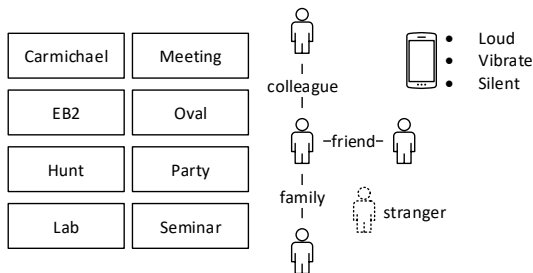 Carmichael
Meeting
EB2
Oval
Hunt
Party
Lab
Seminar
colleague
friend
family
stranger
Loud
Vibrate
Silent